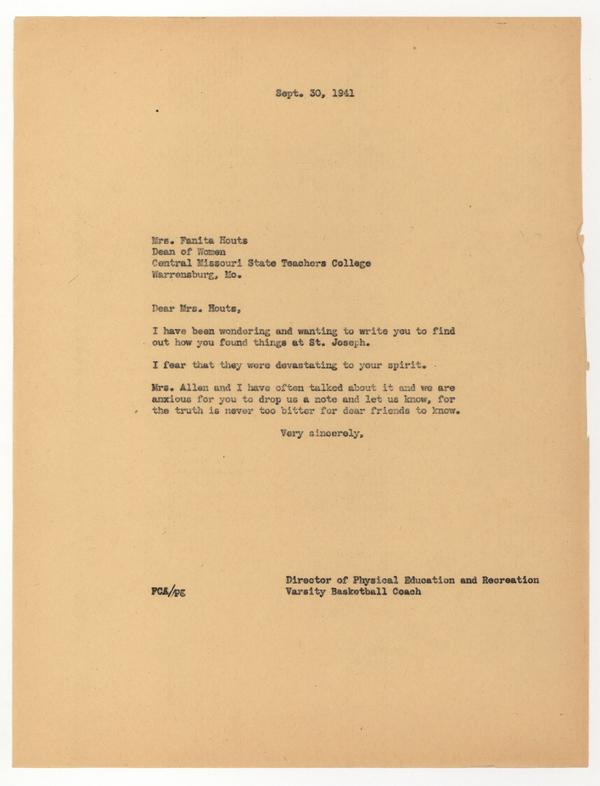 Sept. 30, 1941
Mrs. Fanita Houts
Dean of Women
Central Missouri State Teachers College
Warrensburg, Mo.
Dear Mrs. Houts,
I have been wondering and wanting to write you to find
out how you found things at St. Joseph.
I fear that they were devastating to your spirit.
Mrs. Allen and I have often talked about it and we are
anxious for you to drop us a note and let us know, for
the truth is never too bitter for dear friends to know.
Very sincerely,
Director of Physical Education and Recreation
FCA/pg Varsity Basketball Coach